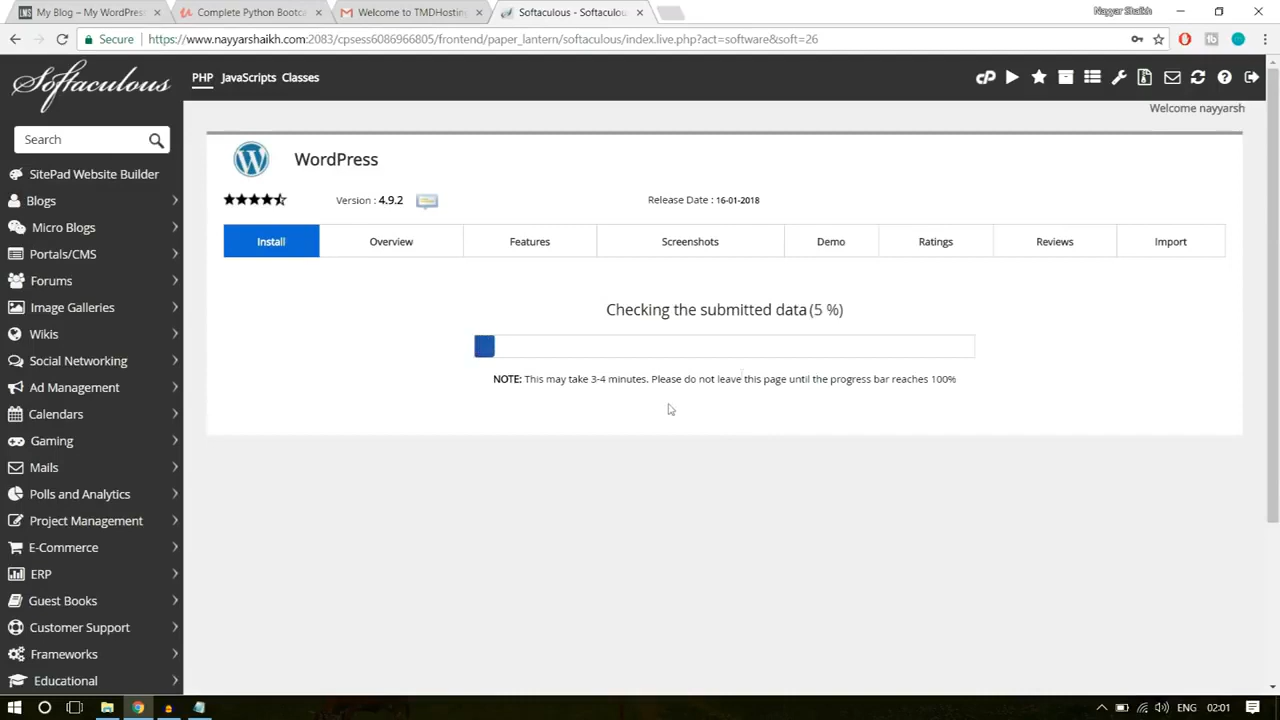 My Blog – My WordPress
Complete Python Bootca
Welcome to TMDHosting
Softaculous - Softaculou
Nayyar Shaikh
Secure
https://www.nayyarshaikh.com:2083/cpsess6086966805/frontend/paper_lantern/softaculous/index.live.php?act=software&soft=26
Softaculous
PHP JavaScripts Classes
Welcome nayyarsh
Search
SitePad Website Builder
Blogs
Micro Blogs
Portals/CMS
Forums
Image Galleries
Wikis
Social Networking
Ad Management
Calendars
Gaming
Mails
Polls and Analytics
Project Management
E-Commerce
ERP
Guest Books
Customer Support
Frameworks
Educational
WordPress
Version : 4.9.2
Release Date : 16-01-2018
Install Overview Features Screenshots Demo Ratings Reviews Import
Checking the submitted data (5 %)
NOTE: This may take 3-4 minutes. Please do not leave this page until the progress bar reaches 100%
ENG 02:01